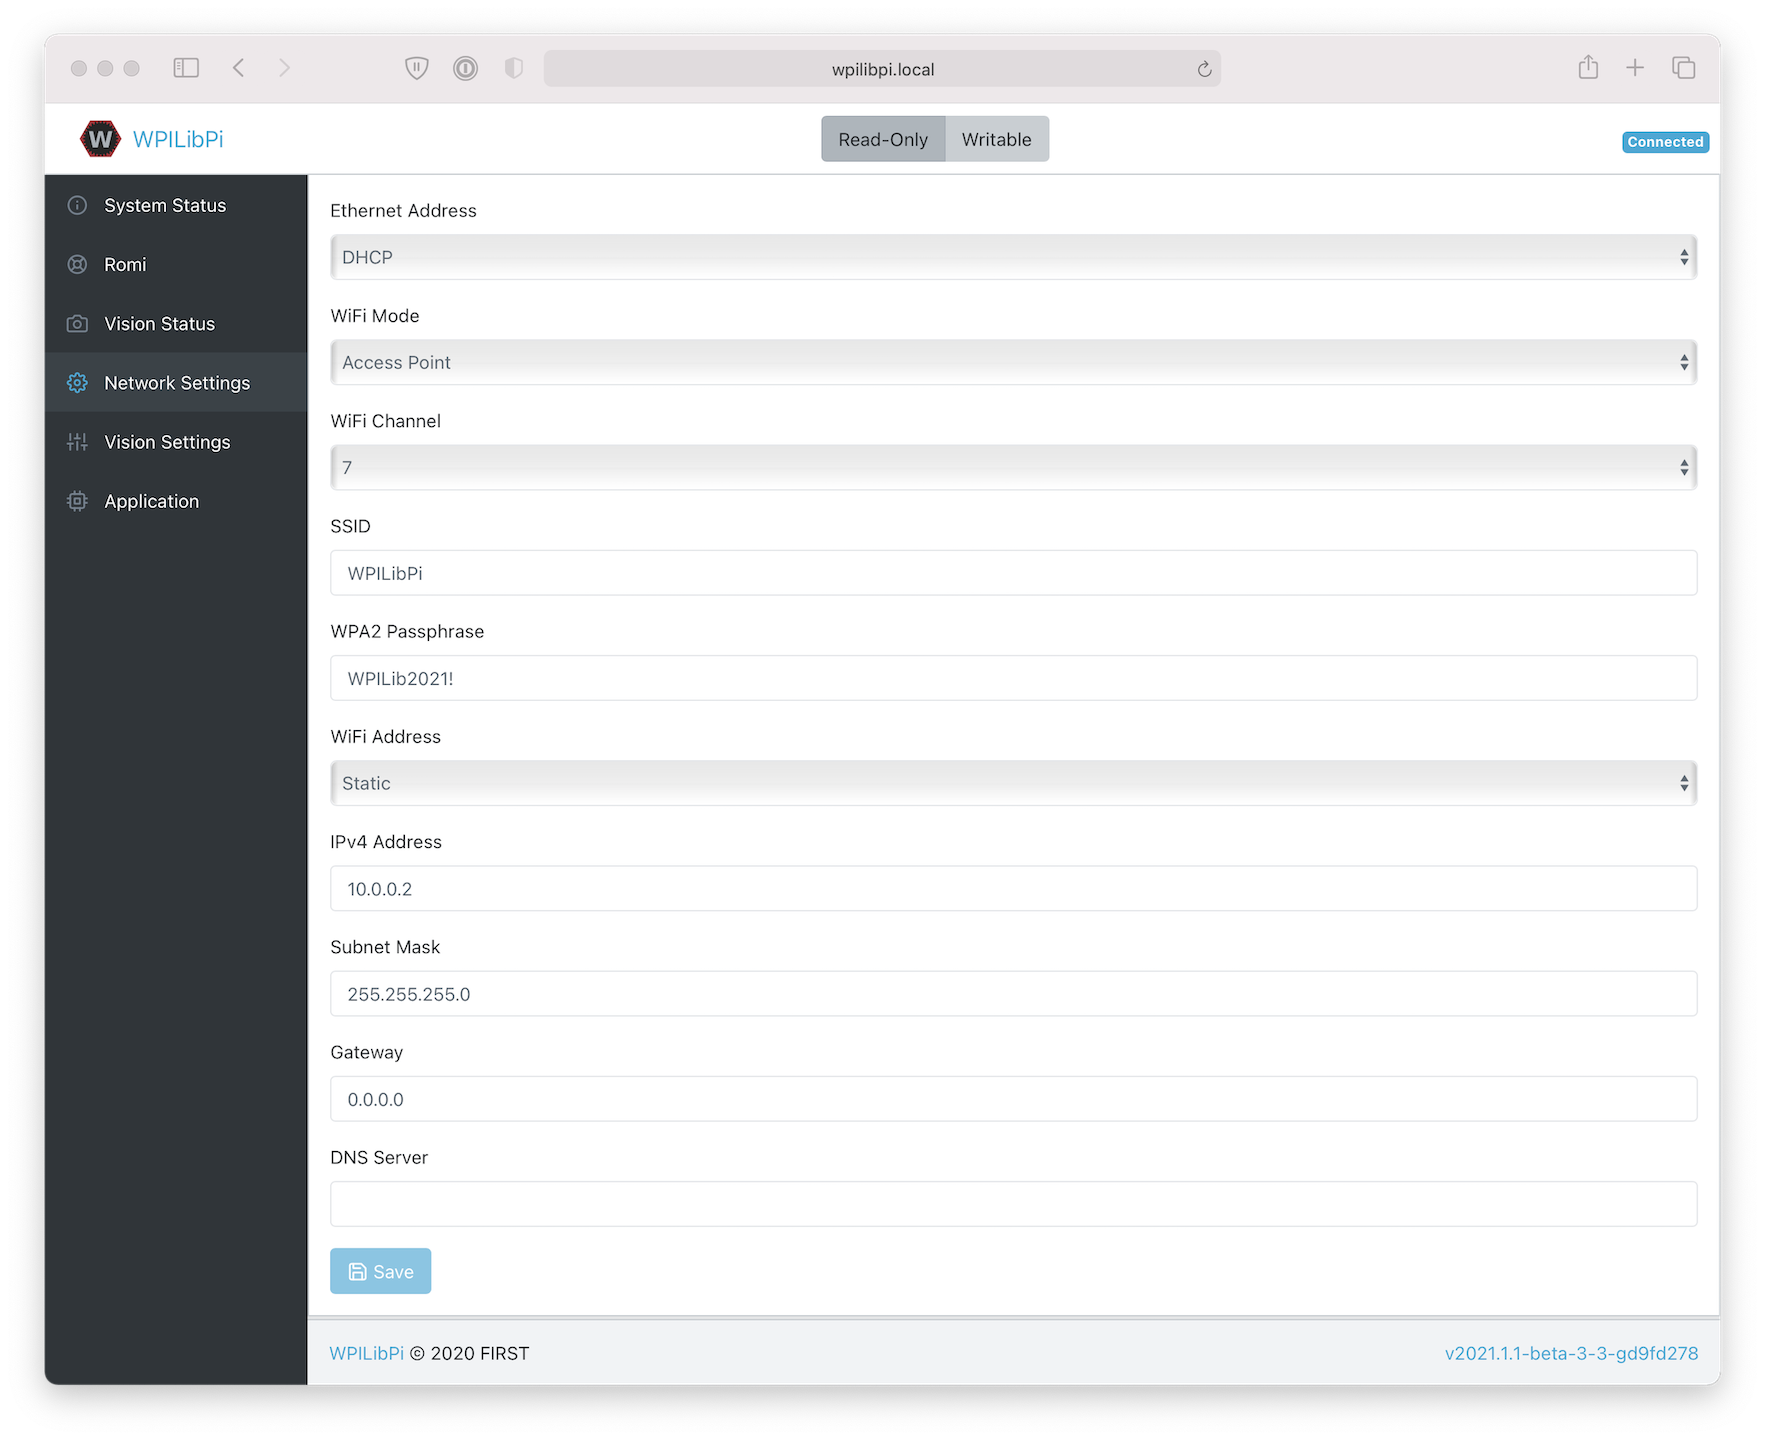 wpilibpi.local
W WPILibPi
Read-Only Writable
Connected
System Status
Romi
Vision Status
Network Settings
Vision Settings
Application
Ethernet Address
DHCP
WiFi Mode
Access Point
WiFi Channel
7
SSID
WPILibPi
WPA2 Passphrase
WPILib2021!
WiFi Address
Static
IPv4 Address
10.0.0.2
Subnet Mask
255.255.255.0
Gateway
0.0.0.0
DNS Server
Save
WPILibPi © 2020 FIRST
v2021.1.1-beta-3-3-gd9fd278